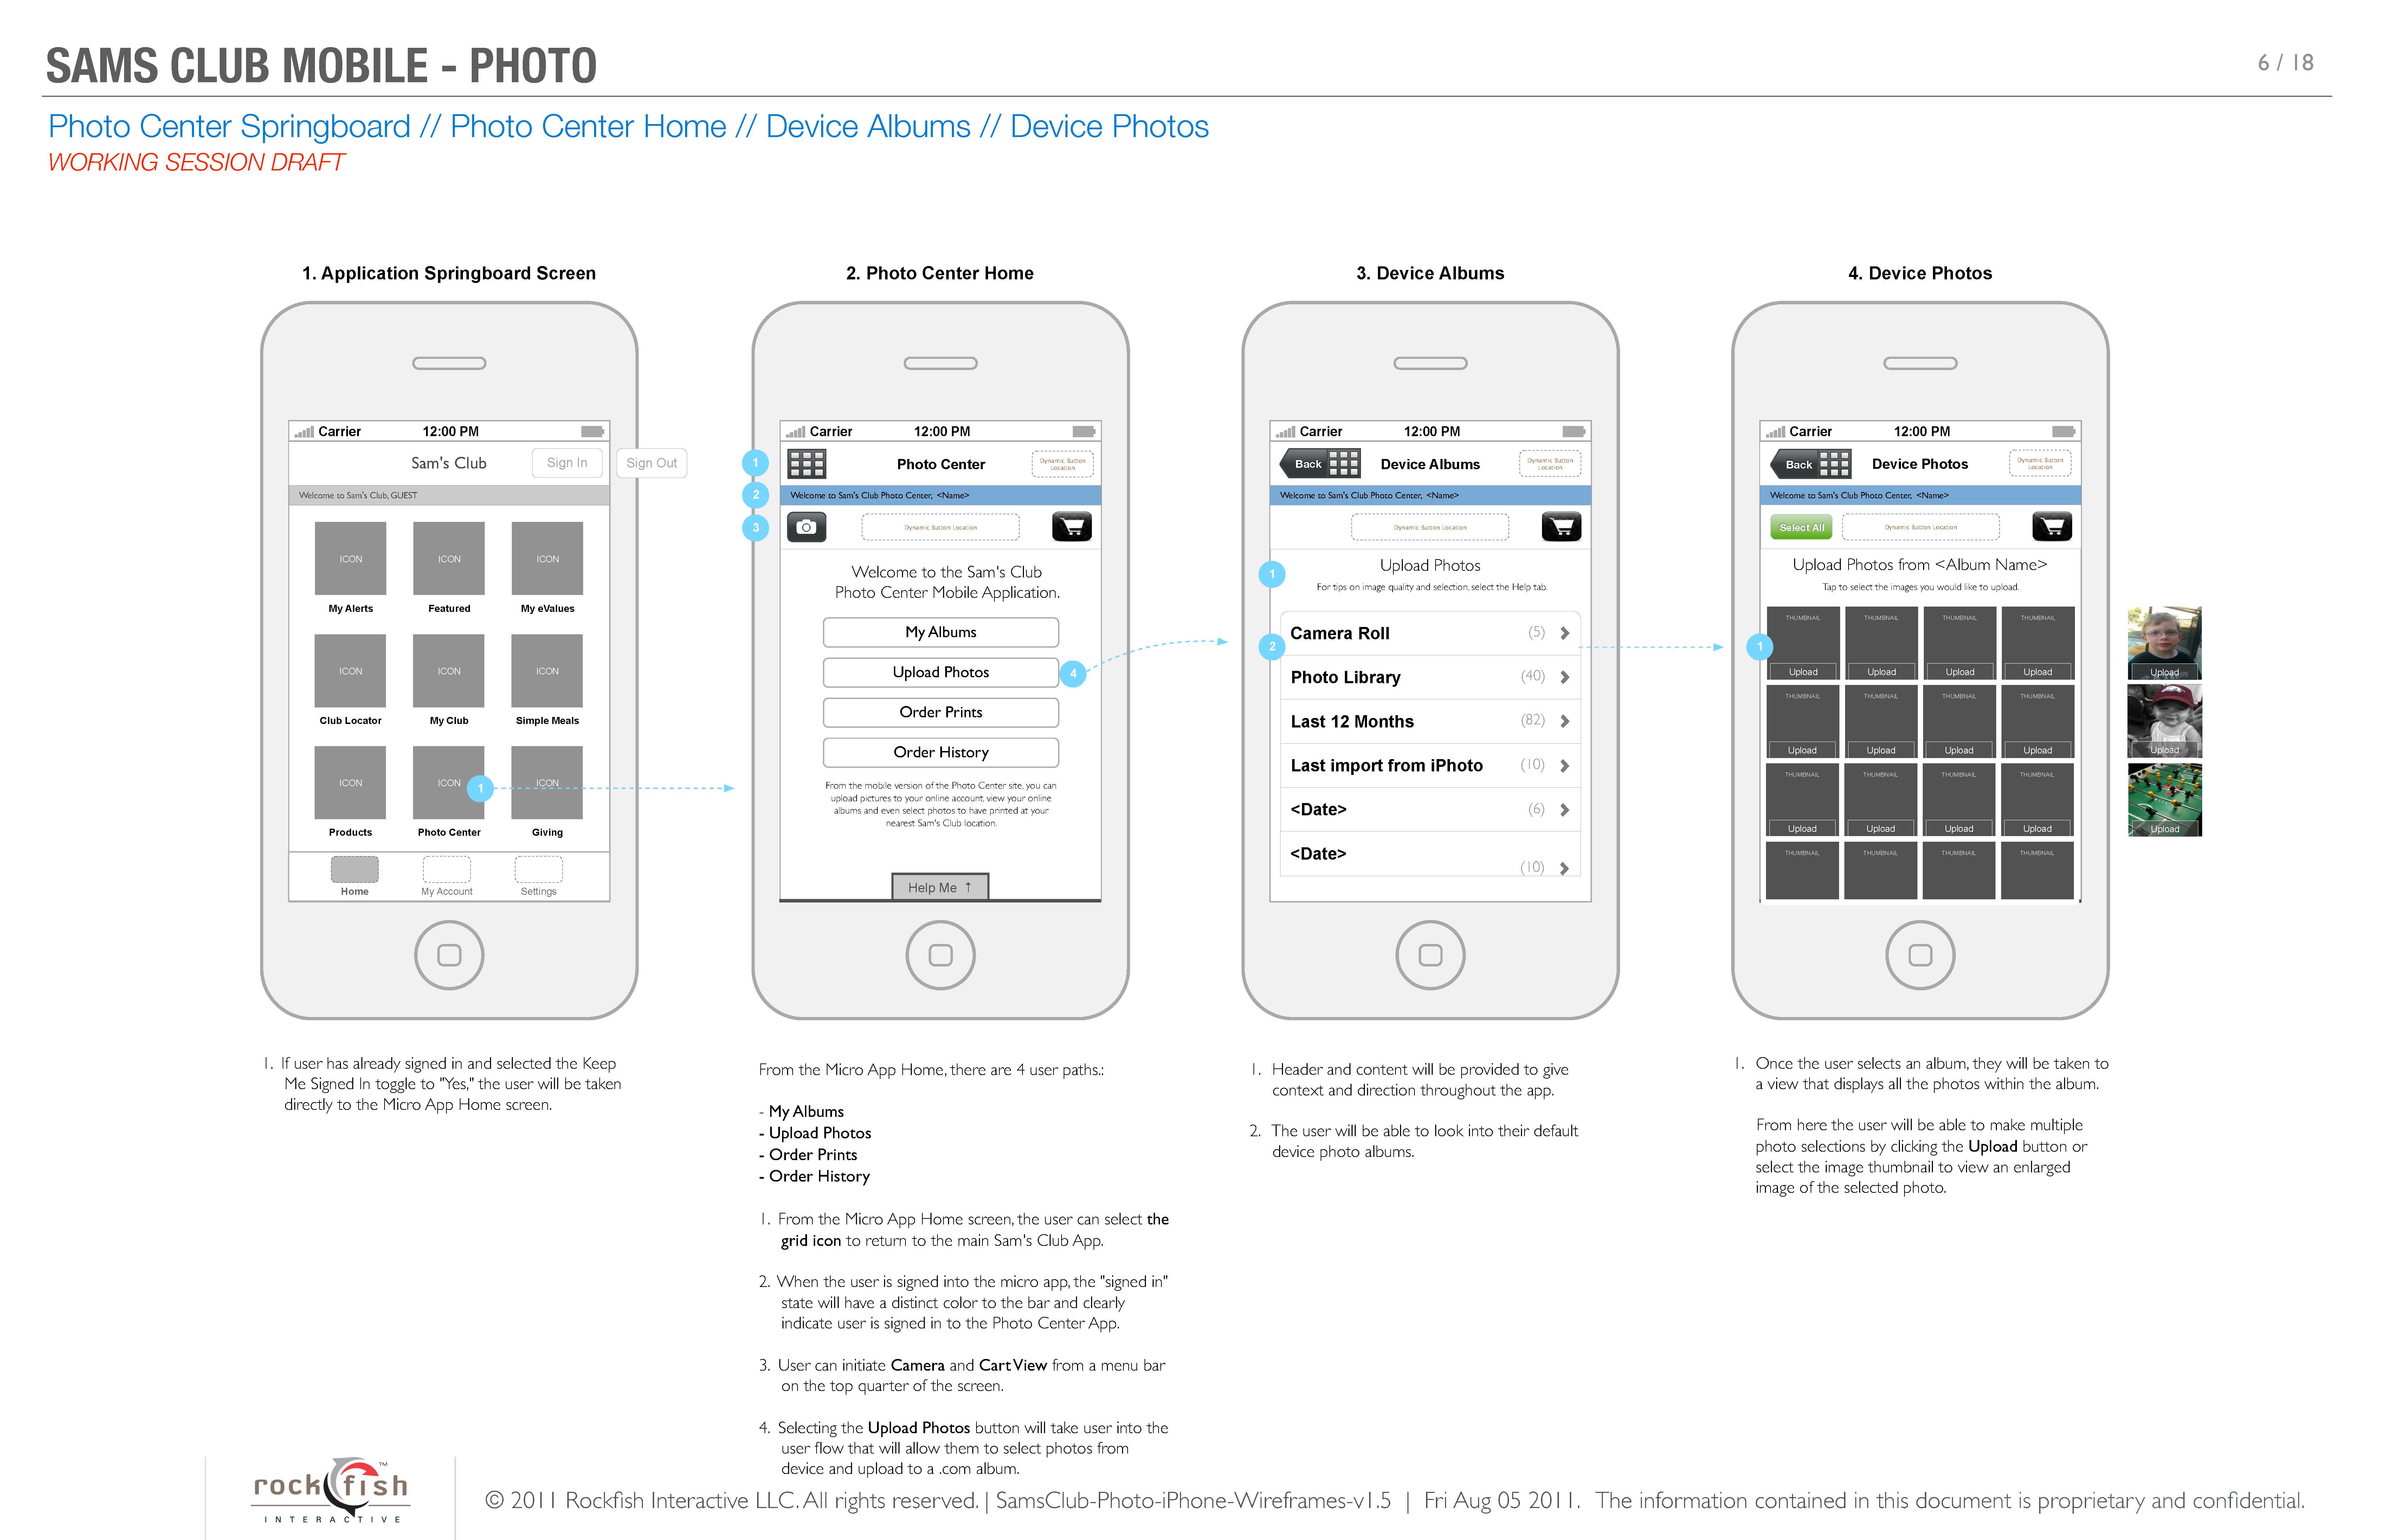 SAMS CLUB MOBILE - PHOTO
6 / 18
Photo Center Springboard // Photo Center Home // Device Albums // Device Photos
WORKING SESSION DRAFT
1. Application Springboard Screen
Carrier 12:00 PM
Sam's Club Sign In Sign Out
Welcome to Sam's Club, GUEST
ICON ICON ICON
My Alerts Featured My eValues
ICON ICON ICON
Club Locator My Club Simple Meals
ICON ICON 1 ICON
Products Photo Center Giving
Home My Account Settings
1. If user has already signed in and selected the Keep
Me Signed In toggle to "Yes," the user will be taken
directly to the Micro App Home screen.
2. Photo Center Home
Carrier 12:00 PM
1 Photo Center Dynamic Button
Location
2 Welcome to Sam's Club Photo Center, <Name>
3 Dynamic Button Location
Welcome to the Sam's Club
Photo Center Mobile Application.
My Albums
Upload Photos 4
Order Prints
Order History
From the mobile version of the Photo Center site, you can
upload pictures to your online account, view your online
albums and even select photos to have printed at your
nearest Sam's Club location.
Help Me ↑
From the Micro App Home, there are 4 user paths.:
- My Albums
- Upload Photos
- Order Prints
- Order History
1. From the Micro App Home screen, the user can select the
grid icon to return to the main Sam's Club App.
2. When the user is signed into the micro app, the "signed in"
state will have a distinct color to the bar and clearly
indicate user is signed in to the Photo Center App.
3. User can initiate Camera and Cart View from a menu bar
on the top quarter of the screen.
4. Selecting the Upload Photos button will take user into the
user flow that will allow them to select photos from
device and upload to a .com album.
3. Device Albums
Carrier 12:00 PM
Back Device Albums Dynamic Button
Location
Welcome to Sam's Club Photo Center, <Name>
Dynamic Button Location
1 Upload Photos
For tips on image quality and selection, select the Help tab.
Camera Roll (5)
2
Photo Library (40)
Last 12 Months (82)
Last import from iPhoto (10)
<Date> (6)
<Date>
(10)
1. Header and content will be provided to give
context and direction throughout the app.
2. The user will be able to look into their default
device photo albums.
4. Device Photos
Carrier 12:00 PM
Back Device Photos Dynamic Button
Location
Welcome to Sam's Club Photo Center, <Name>
Select All Dynamic Button Location
Upload Photos from <Album Name>
Tap to select the images you would like to upload.
THUMBNAIL THUMBNAIL THUMBNAIL THUMBNAIL
1
Upload Upload Upload Upload Upload
THUMBNAIL THUMBNAIL THUMBNAIL THUMBNAIL
Upload Upload Upload Upload Upload
THUMBNAIL THUMBNAIL THUMBNAIL THUMBNAIL
Upload Upload Upload Upload Upload
THUMBNAIL THUMBNAIL THUMBNAIL THUMBNAIL
1. Once the user selects an album, they will be taken to
a view that displays all the photos within the album.
From here the user will be able to make multiple
photo selections by clicking the Upload button or
select the image thumbnail to view an enlarged
image of the selected photo.
rockfish TM
INTERACTIVE
© 2011 Rockfish Interactive LLC. All rights reserved. | SamsClub-Photo-iPhone-Wireframes-v1.5 | Fri Aug 05 2011. The information contained in this document is proprietary and confidential.